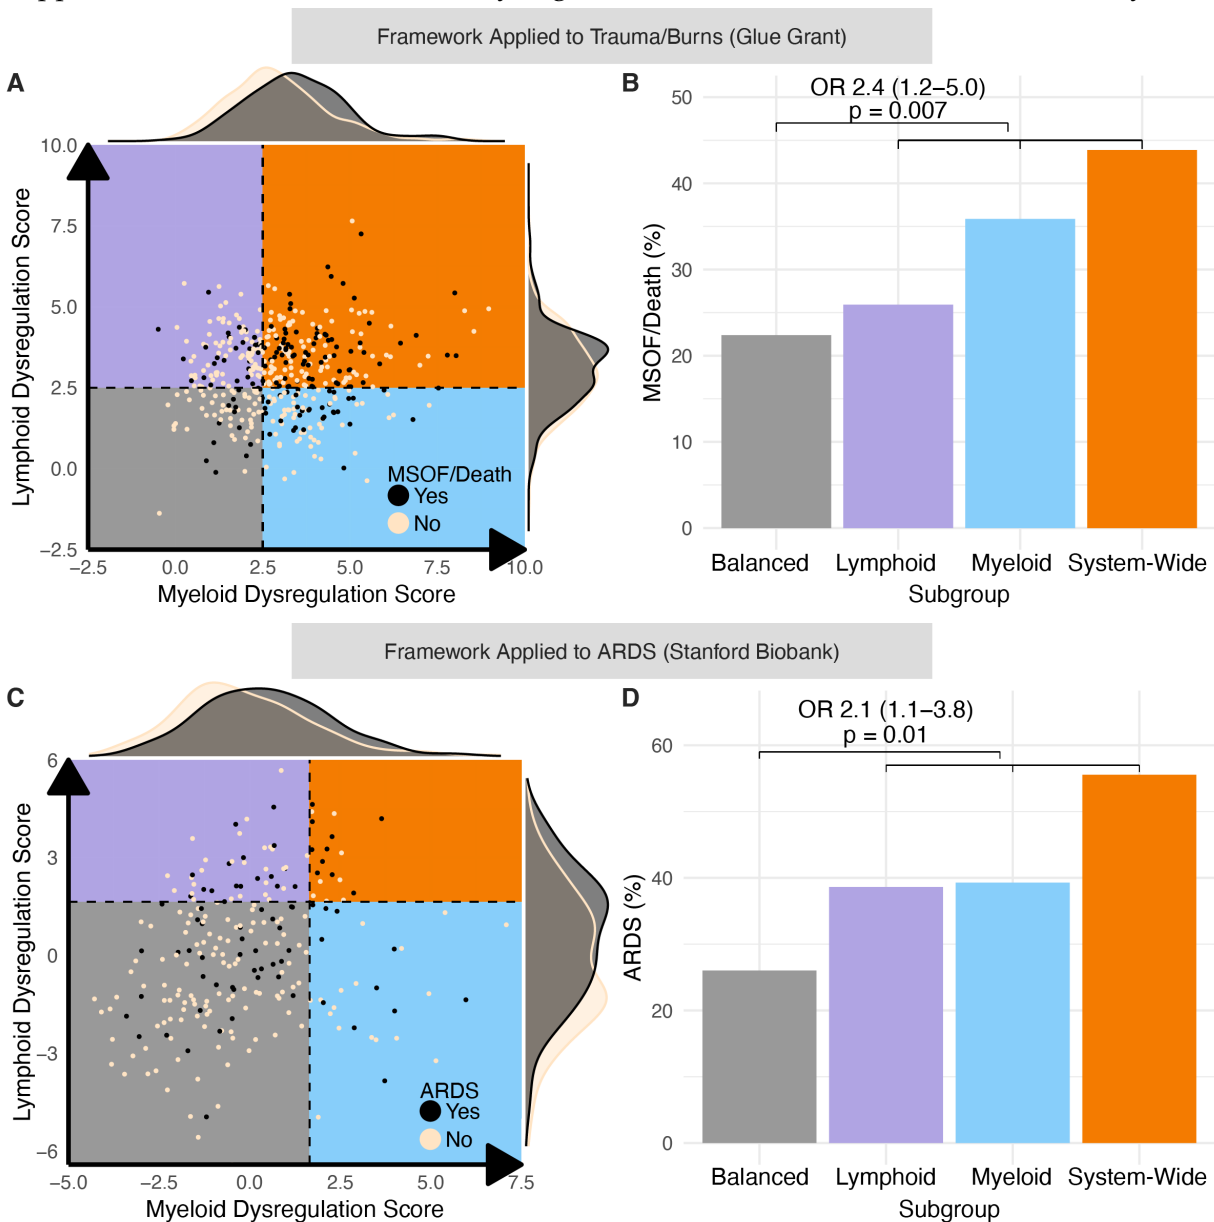 Framework Applied to Trauma/Burns (Glue Grant)
A
10.0
7.5
5.0
2.5
0.0
−2.5
Lymphoid Dysregulation Score
MSOF/Death
Yes
No
−2.5 0.0 2.5 5.0 7.5 10.0
Myeloid Dysregulation Score
B
OR 2.4 (1.2−5.0)
p = 0.007
50
40
30
20
10
0
MSOF/Death (%)
Balanced Lymphoid Myeloid System-Wide
Subgroup
Framework Applied to ARDS (Stanford Biobank)
C
6
3
0
−3
−6
Lymphoid Dysregulation Score
ARDS
Yes
No
−5.0 −2.5 0.0 2.5 5.0 7.5
Myeloid Dysregulation Score
D
OR 2.1 (1.1−3.8)
p = 0.01
60
40
20
0
ARDS (%)
Balanced Lymphoid Myeloid System-Wide
Subgroup